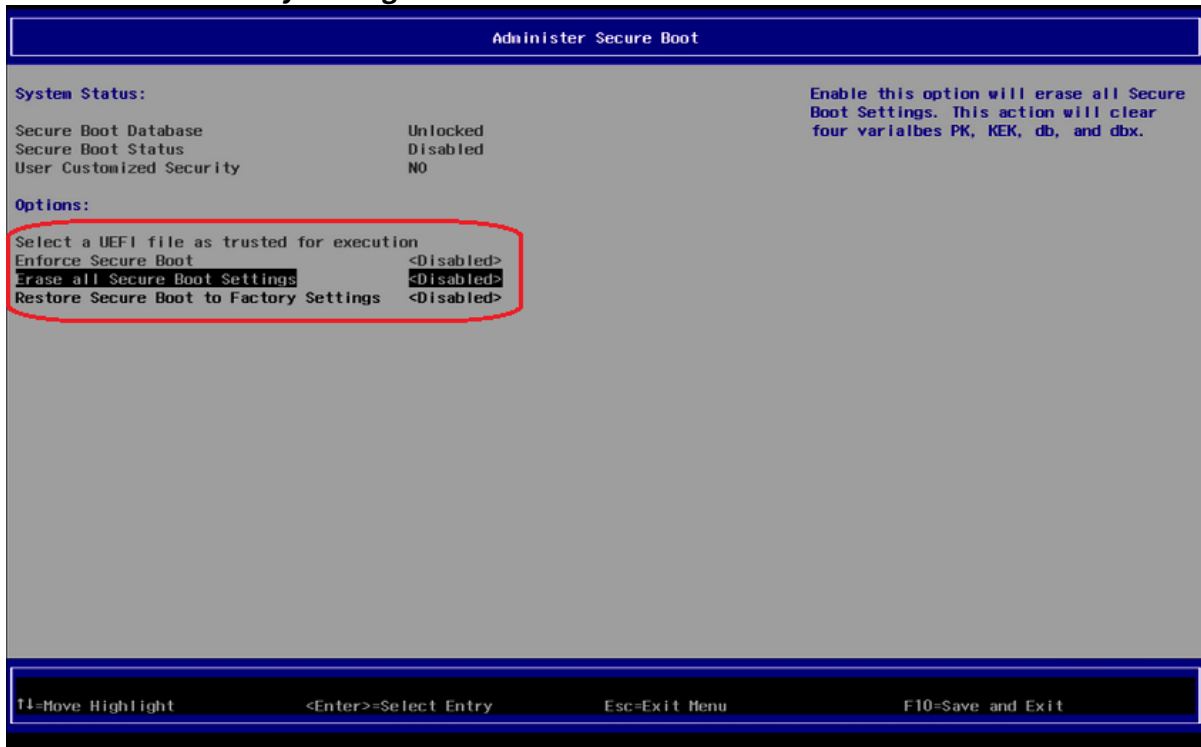 Administer Secure Boot
System Status:
Secure Boot Database Unlocked
Secure Boot Status Disabled
User Customized Security NO
Options:
Select a UEFI file as trusted for execution
Enforce Secure Boot <Disabled>
Erase all Secure Boot Settings <Disabled>
Restore Secure Boot to Factory Settings <Disabled>
Enable this option will erase all Secure
Boot Settings. This action will clear
four varialbes PK, KEK, db, and dbx.
↑↓=Move Highlight <Enter>=Select Entry Esc=Exit Menu F10=Save and Exit